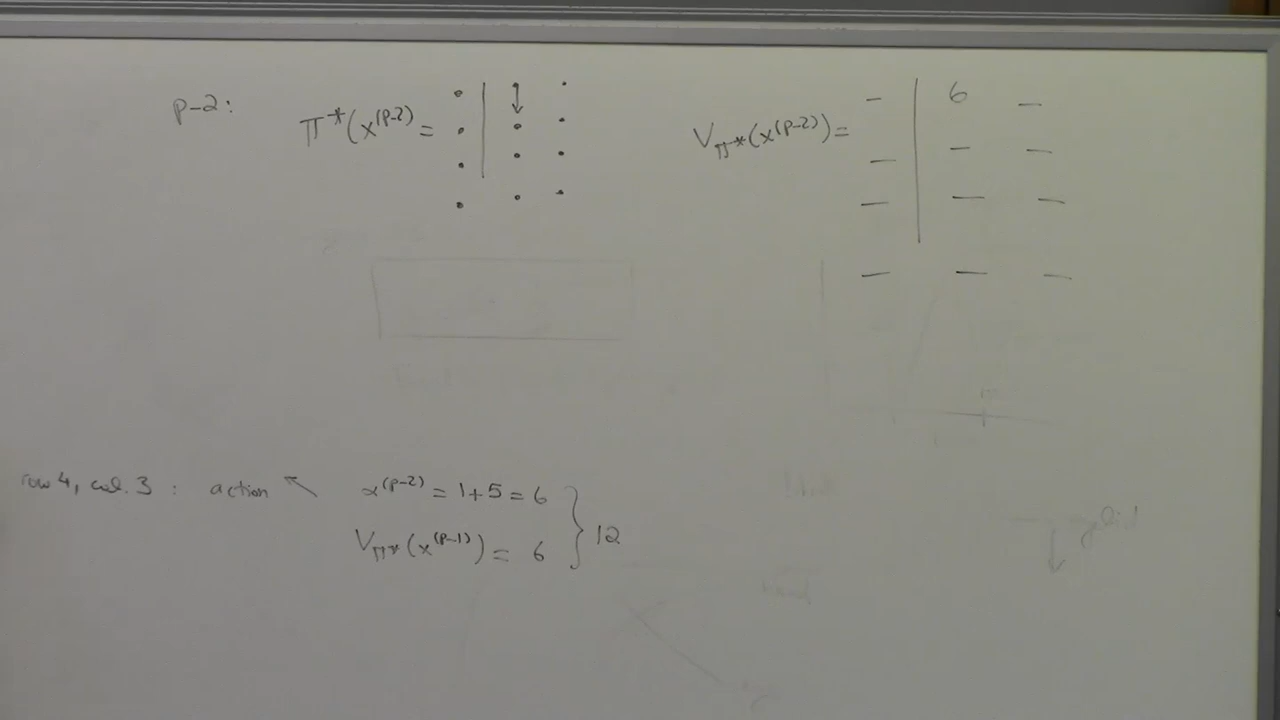 p-2: π*(x^(p-2)) = V_π*(x^(p-2)) =
- | 6 -
- | - -
- | - -
- - -
row 4, col. 3 : action ↖ r^(p-2) = 1+5 = 6 } 12
V_π*(x^(p-1)) = 6